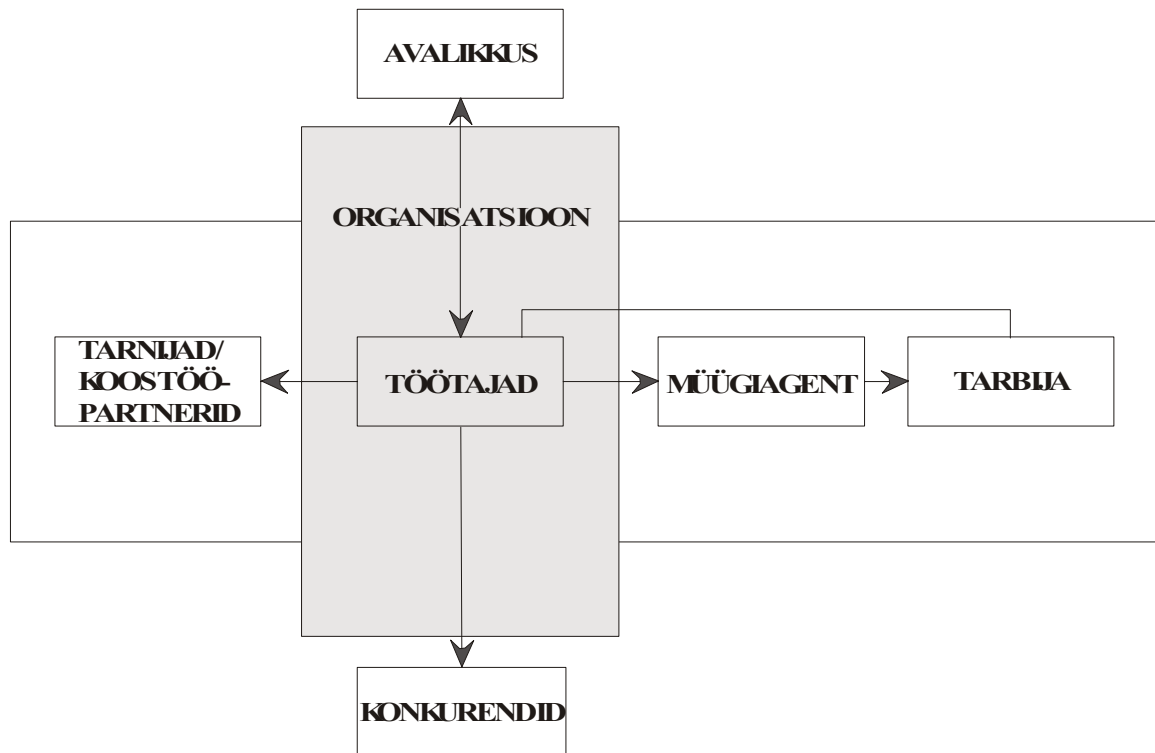 AVALIKKUS
ORGANISATSIOON
TARNIJAD/
KOOSTÖÖ-
PARTNERID
TÖÖTAJAD
MÜÜGIAGENT
TARBIJA
KONKURENDID